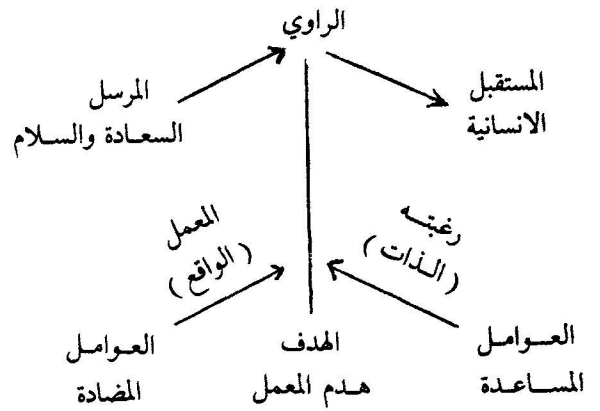 الراوي
المستقبل
الانسانية
المرسل
السعادة والسلام
رغبته
(الذات)
المعمل
(الواقع)
العوامل
المساعدة
الهدف
هدم المعمل
العوامل
المضادة